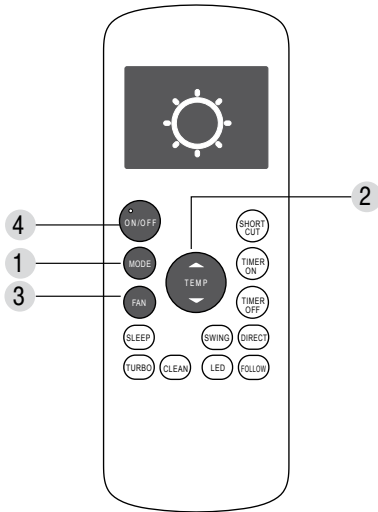 2
4
ON/OFF
SHORT
CUT
1
MODE
TEMP
TIMER
ON
3
FAN
TIMER
OFF
SLEEP
SWING
DIRECT
TURBO
CLEAN
LED
FOLLOW